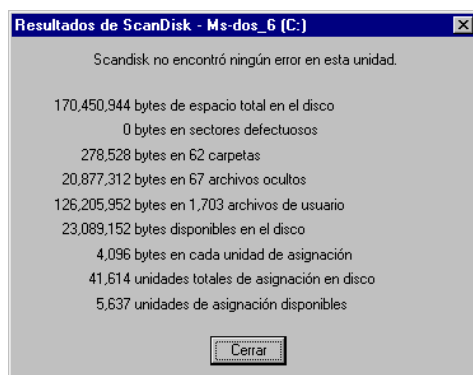 Resultados de ScanDisk - Ms-dos_6 (C:)
Scandisk no encontró ningún error en esta unidad.
170,450,944 bytes de espacio total en el disco
0 bytes en sectores defectuosos
278,528 bytes en 62 carpetas
20,877,312 bytes en 67 archivos ocultos
126,205,952 bytes en 1,703 archivos de usuario
23,089,152 bytes disponibles en el disco
4,096 bytes en cada unidad de asignación
41,614 unidades totales de asignación en disco
5,637 unidades de asignación disponibles
Cerrar